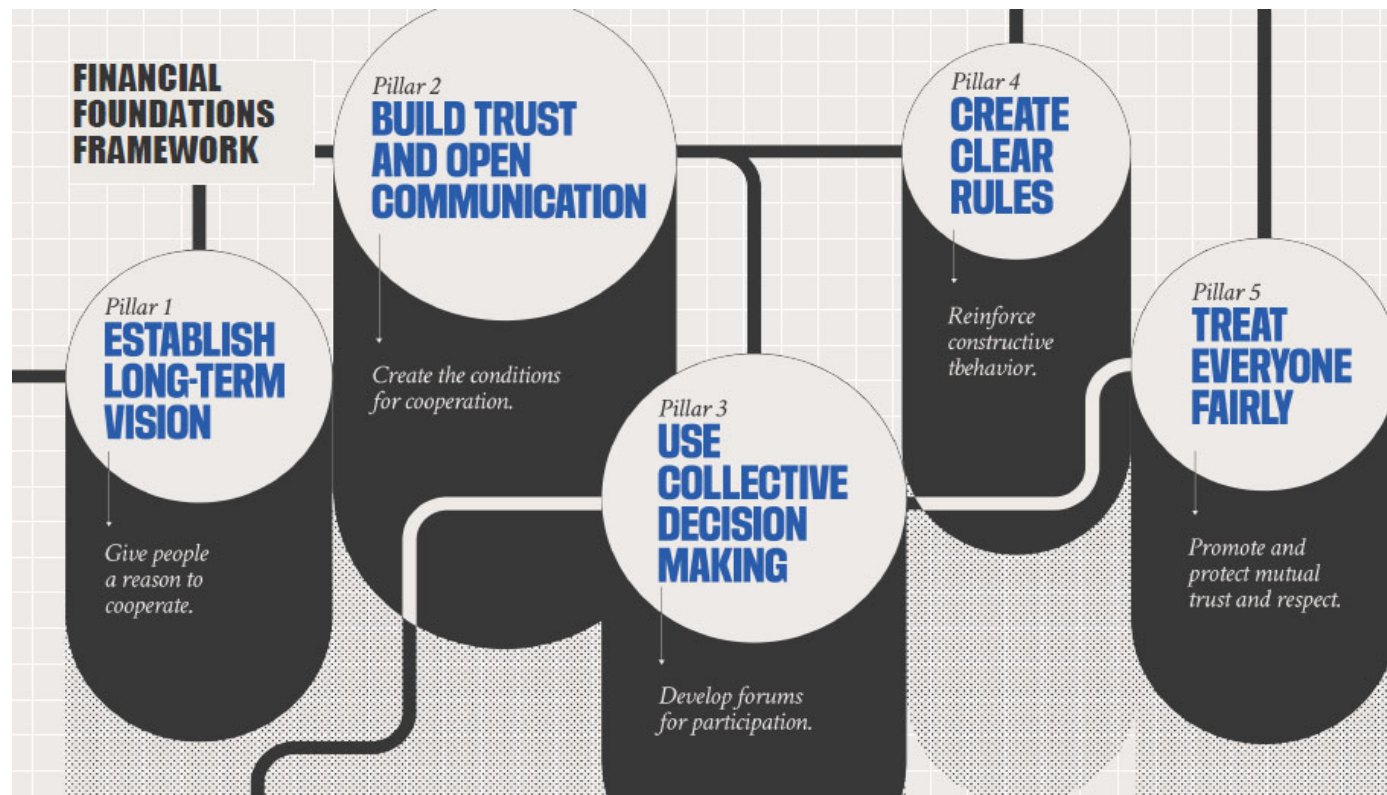 FINANCIAL
FOUNDATIONS
FRAMEWORK
Pillar 1
ESTABLISH
LONG-TERM
VISION
Give people
a reason to
cooperate.
Pillar 2
BUILD TRUST
AND OPEN
COMMUNICATION
Create the conditions
for cooperation.
Pillar 3
USE
COLLECTIVE
DECISION
MAKING
Develop forums
for participation.
Pillar 4
CREATE
CLEAR
RULES
Reinforce
constructive
tbehavior.
Pillar 5
TREAT
EVERYONE
FAIRLY
Promote and
protect mutual
trust and respect.